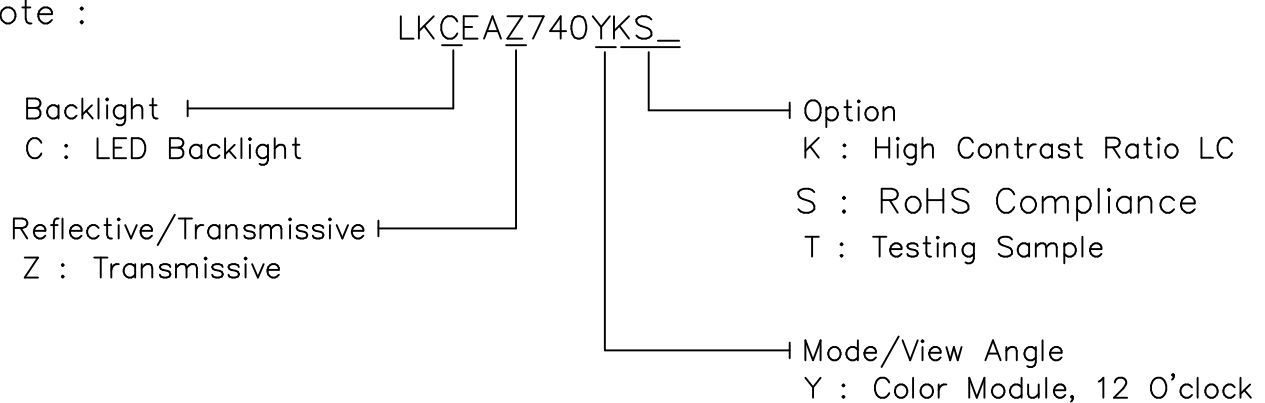 ote :
LKCEAZ740YKS_
Backlight
C : LED Backlight
Reflective/Transmissive
Z : Transmissive
Option
K : High Contrast Ratio LC
S : RoHS Compliance
T : Testing Sample
Mode/View Angle
Y : Color Module, 12 O'clock